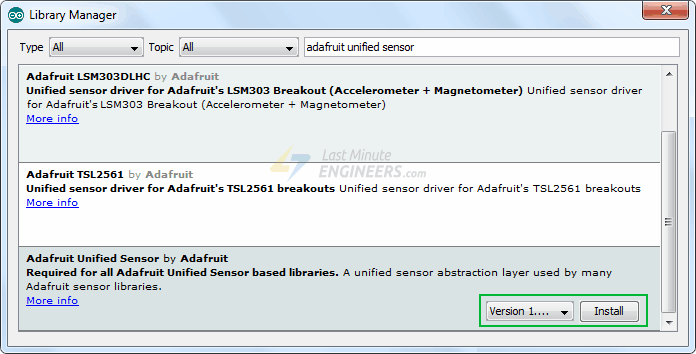 Library Manager
Type All Topic All adafruit unified sensor
Adafruit LSM303DLHC by Adafruit
Unified sensor driver for Adafruit's LSM303 Breakout (Accelerometer + Magnetometer) Unified sensor driver
for Adafruit's LSM303 Breakout (Accelerometer + Magnetometer)
More info
Last Minute
ENGINEERS.com
Adafruit TSL2561 by Adafruit
Unified sensor driver for Adafruit's TSL2561 breakouts Unified sensor driver for Adafruit's TSL2561 breakouts
More info
Adafruit Unified Sensor by Adafruit
Required for all Adafruit Unified Sensor based libraries. A unified sensor abstraction layer used by many
Adafruit sensor libraries.
More info
Version 1.... Install